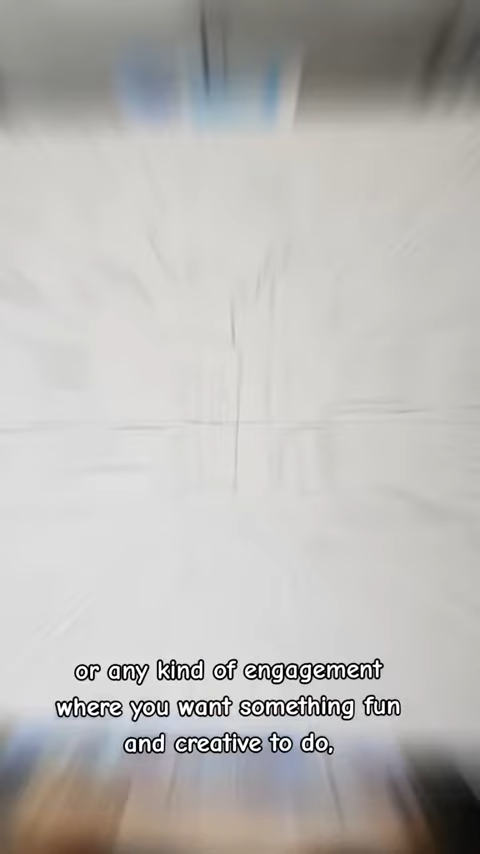 or any kind of engagement
where you want something fun
and creative to do,